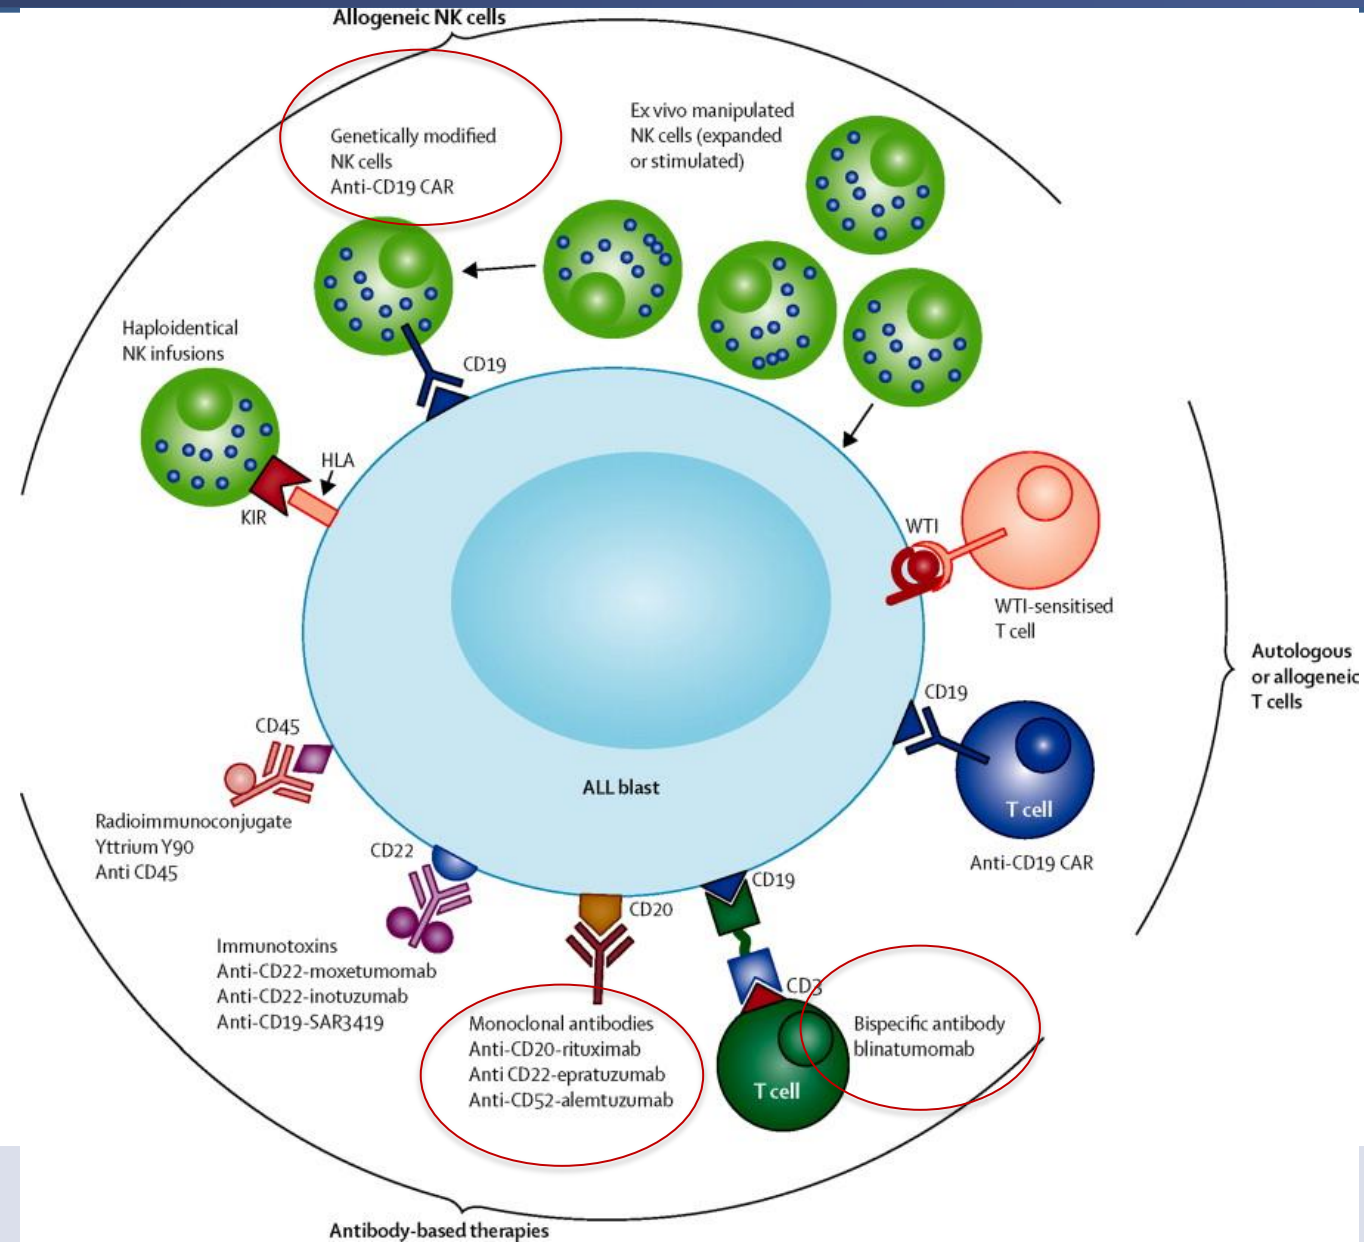 Allogeneic NK cells
Genetically modified
NK cells
Anti-CD19 CAR
Ex vivo manipulated
NK cells (expanded
or stimulated)
Haploidentical
NK infusions
CD19
HLA
KIR
WTI
WTI-sensitised
T cell
Autologous
or allogeneic
T cells
CD19
T cell
Anti-CD19 CAR
ALL blast
CD45
Radioimmunoconjugate
Yttrium Y90
Anti CD45
CD22
Immunotoxins
Anti-CD22-moxetumomab
Anti-CD22-inotuzumab
Anti-CD19-SAR3419
CD20
Monoclonal antibodies
Anti-CD20-rituximab
Anti CD22-epratuzumab
Anti-CD52-alemtuzumab
CD19
CD3
T cell
Bispecific antibody
blinatumomab
Antibody-based therapies